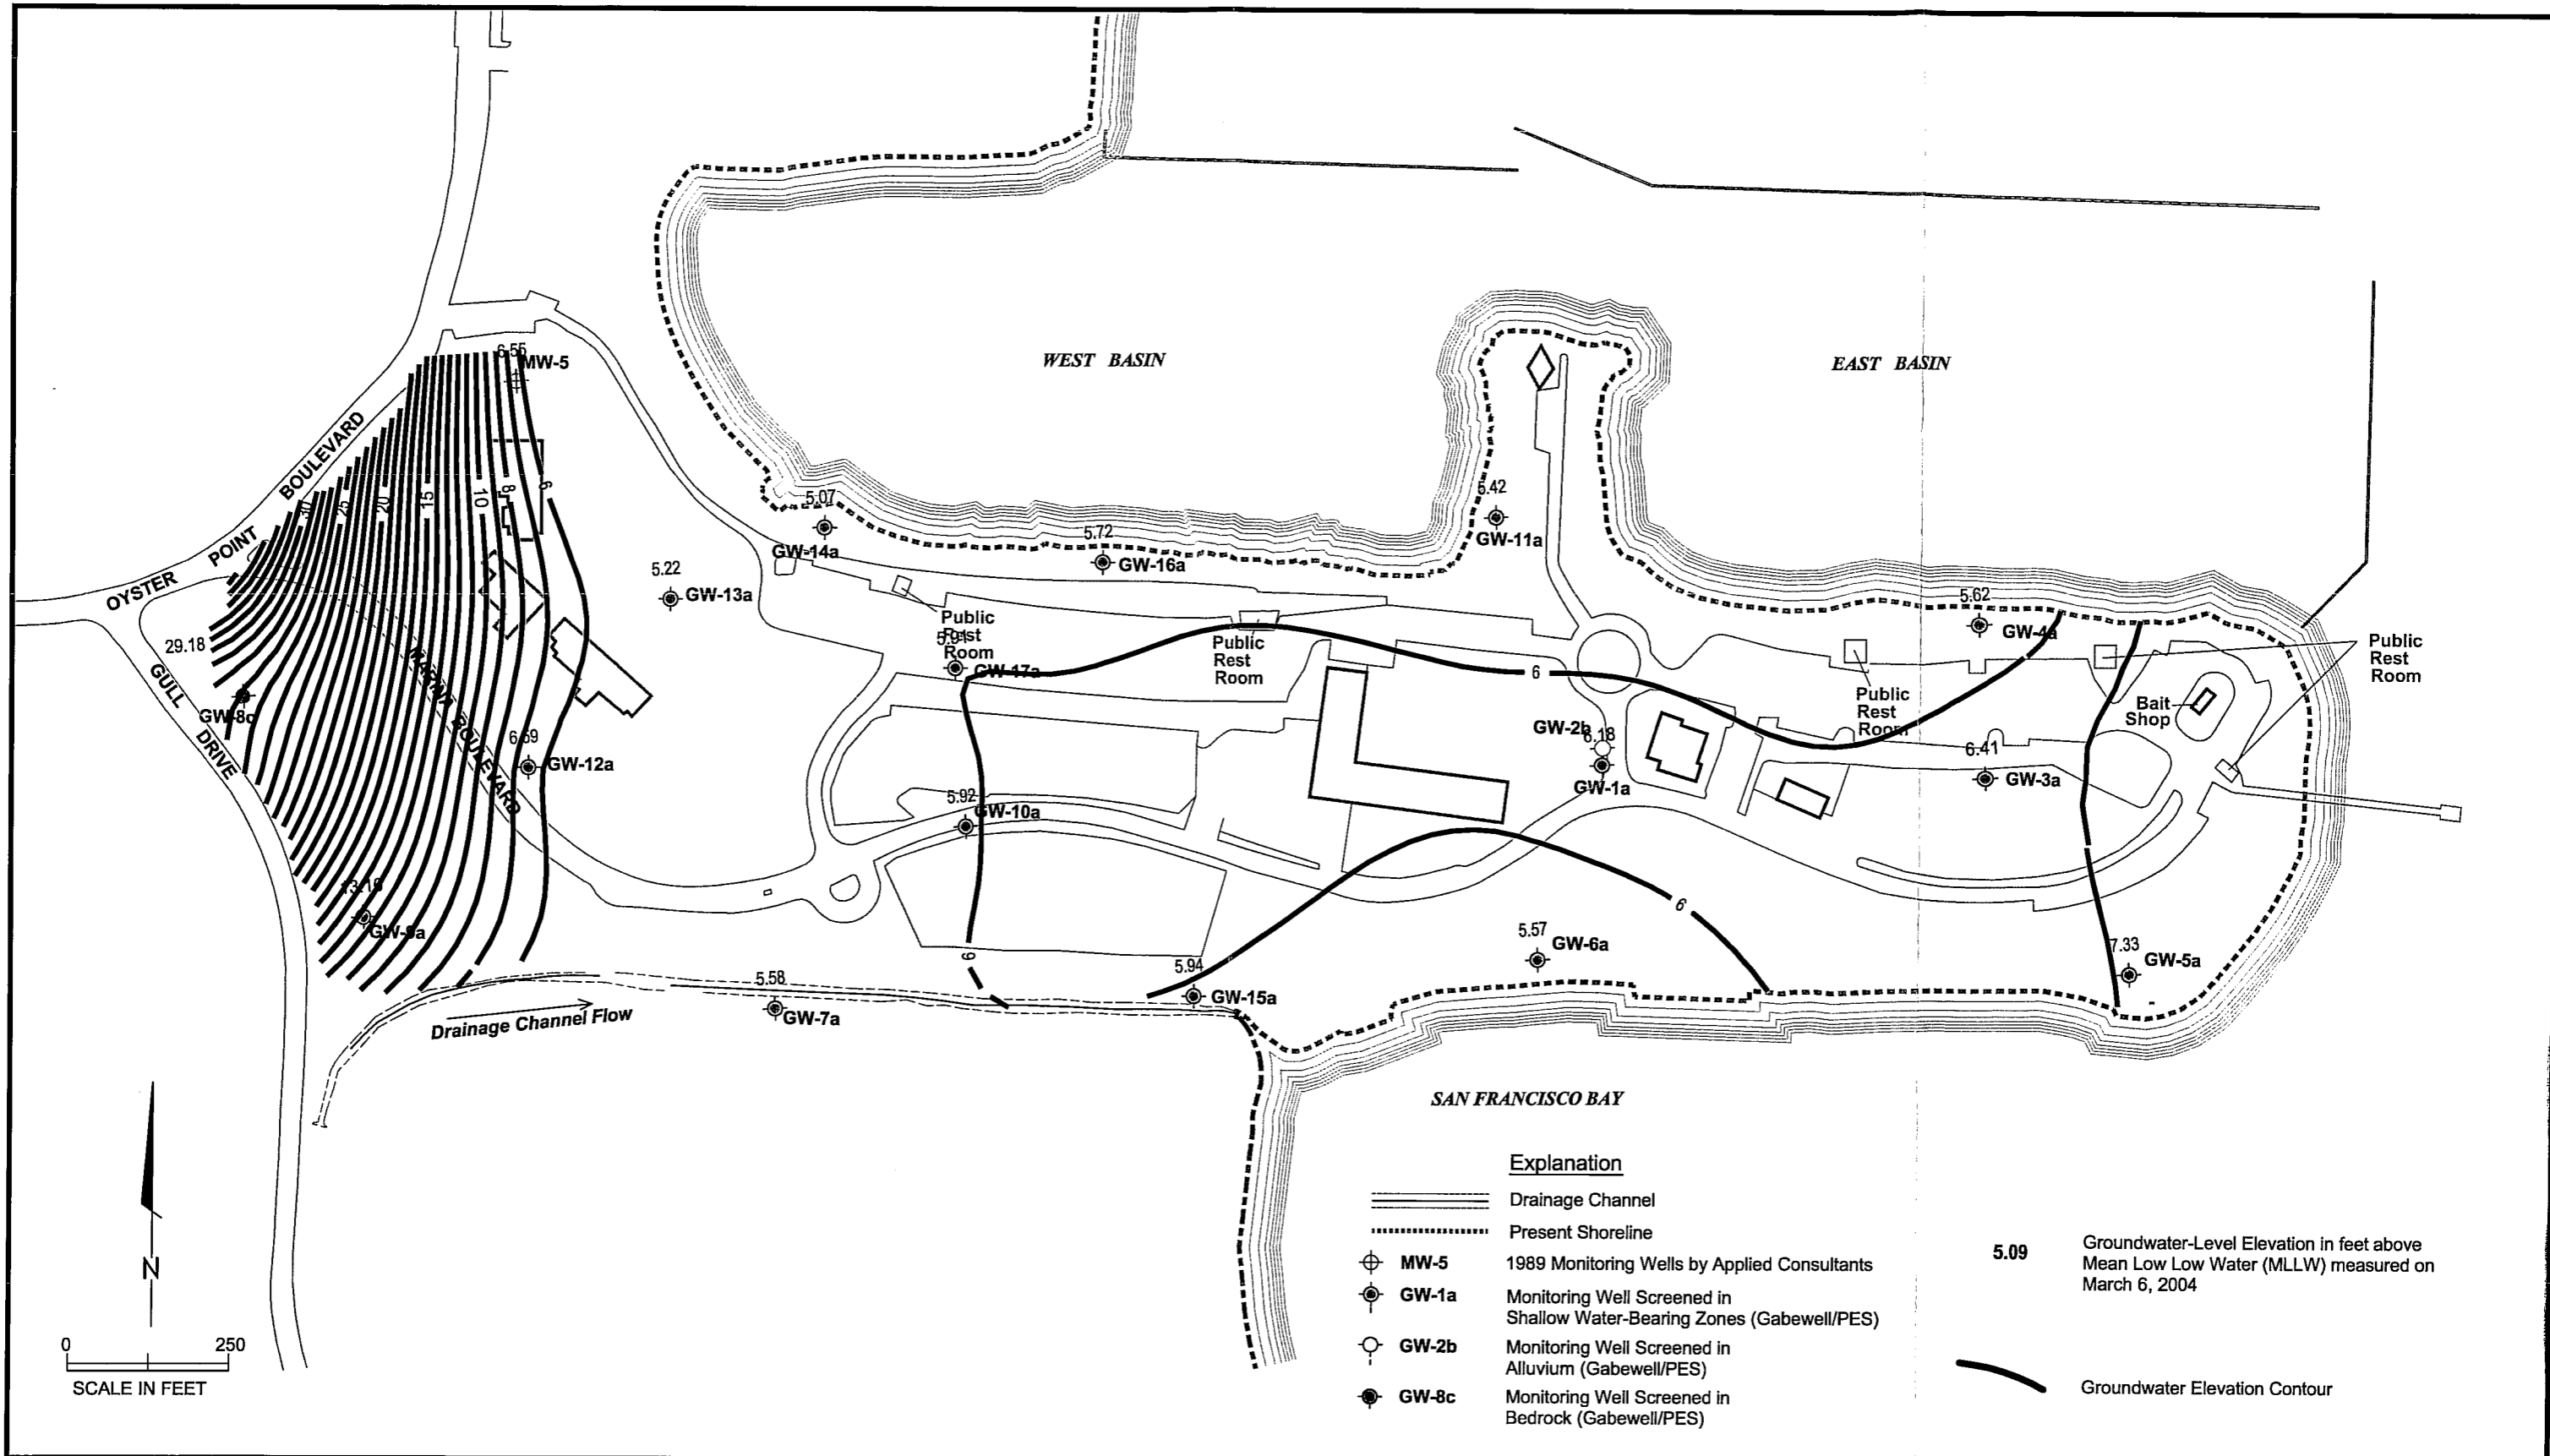 WEST BASIN
EAST BASIN
6.55
MW-5
BOULEVARD
POINT
OYSTER
30
25
20
15
10
8
6
5.07
GW-14a
5.72
GW-16a
5.42
GW-11a
5.22
GW-13a
5.62
GW-4a
29.18
GW-8c
GULL
DRIVE
MARINA BOULEVARD
Public
Rest
Room
GW-17a
Public
Rest
Room
6
Public
Rest
Room
Public
Rest
Room
Bait
Shop
GW-2b
6.18
GW-1a
6.41
GW-3a
6.69
GW-12a
5.92
GW-10a
13.16
GW-9a
6
6
5.57
GW-6a
7.33
GW-5a
5.94
GW-15a
5.58
GW-7a
Drainage Channel Flow
SAN FRANCISCO BAY
N
0 250
SCALE IN FEET
Explanation
Drainage Channel
Present Shoreline
MW-5 1989 Monitoring Wells by Applied Consultants
GW-1a Monitoring Well Screened in
Shallow Water-Bearing Zones (Gabewell/PES)
GW-2b Monitoring Well Screened in
Alluvium (Gabewell/PES)
GW-8c Monitoring Well Screened in
Bedrock (Gabewell/PES)
5.09 Groundwater-Level Elevation in feet above
Mean Low Low Water (MLLW) measured on
March 6, 2004
Groundwater Elevation Contour